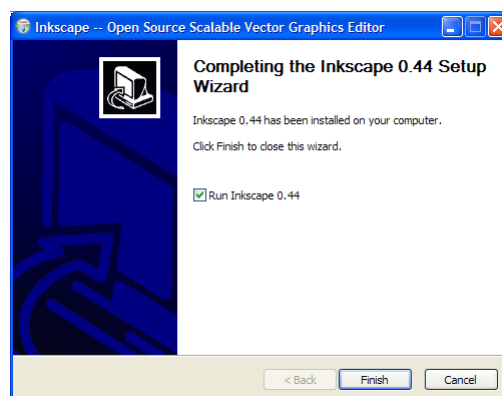 Inkscape -- Open Source Scalable Vector Graphics Editor
Completing the Inkscape 0.44 Setup
Wizard
Inkscape 0.44 has been installed on your computer.
Click Finish to close this wizard.
Run Inkscape 0.44
< Back Finish Cancel